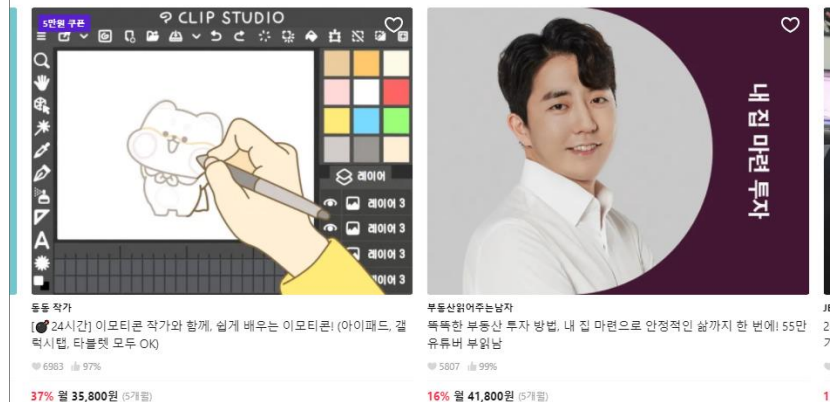 5만원 쿠폰
CLIP STUDIO
레이어
레이어 3
레이어 3
레이어 3
이어 3
내 집 마련 투자
동동 작가
[💣24시간] 이모티콘 작가와 함께, 쉽게 배우는 이모티콘! (아이패드, 갤
럭시탭, 타블렛 모두 OK)
6983 97%
37% 월 35,800원 (5개월)
부동산읽어주는남자
똑똑한 부동산 투자 방법, 내 집 마련으로 안정적인 삶까지 한 번에! 55만
유튜버 부읽남
5807 99%
16% 월 41,800원 (5개월)